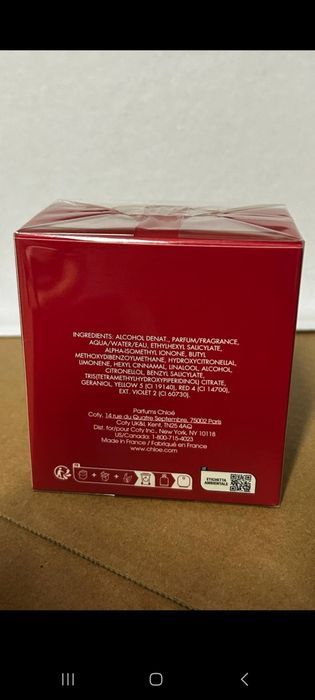 INGREDIENTS: ALCOHOL DENAT., PARFUM/FRAGRANCE,
AQUA/WATER/EAU, ETHYLHEXYL SALICYLATE,
ALPHA-ISOMETHYL IONONE, BUTYL
METHOXYDIBENZOYLMETHANE, HYDROXYCITRONELLAL,
LIMONENE, HEXYL CINNAMAL, LINALOOL, ALCOHOL,
CITRONELLOL, BENZYL SALICYLATE,
TRIS(TETRAMETHYLHYDROXYPIPERIDINOL) CITRATE,
GERANIOL, YELLOW 5 (CI 19140), RED 4 (CI 14700),
EXT. VIOLET 2 (CI 60730).
Parfums Chloé
Coty, 14 rue du Quatre Septembre, 75002 Paris
Coty UK&I, Kent, TN25 4AQ
Dist. for/pour Coty Inc., New York, NY 10118
US/Canada: 1-800-715-4023
Made in France / Fabriqué en France
www.chloe.com
ETICHETTA
AMBIENTALE